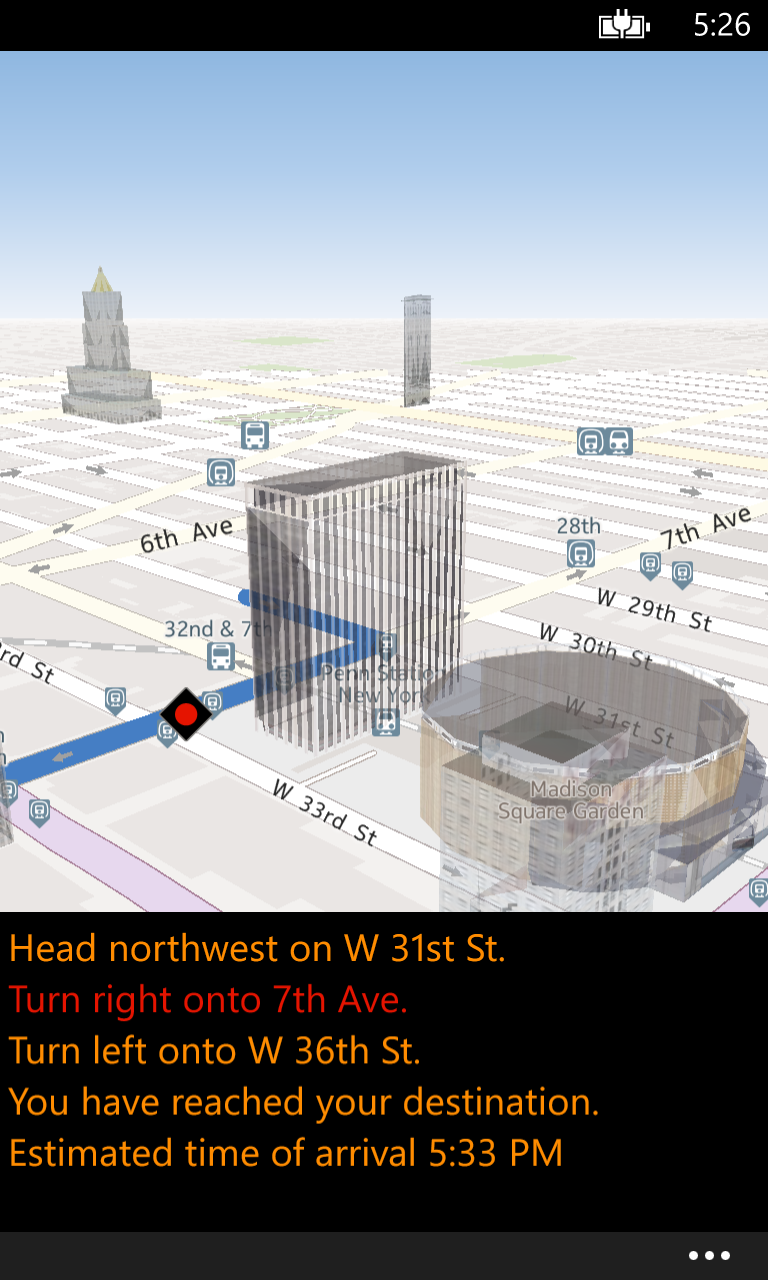 5:26
6th Ave
28th
7th Ave
W 29th St
32nd & 7th
W 30th St
rd St
Penn Statio
New Yor
W 31st St
Madison
Square Garden
W 33rd St
Head northwest on W 31st St.
Turn right onto 7th Ave.
Turn left onto W 36th St.
You have reached your destination.
Estimated time of arrival 5:33 PM